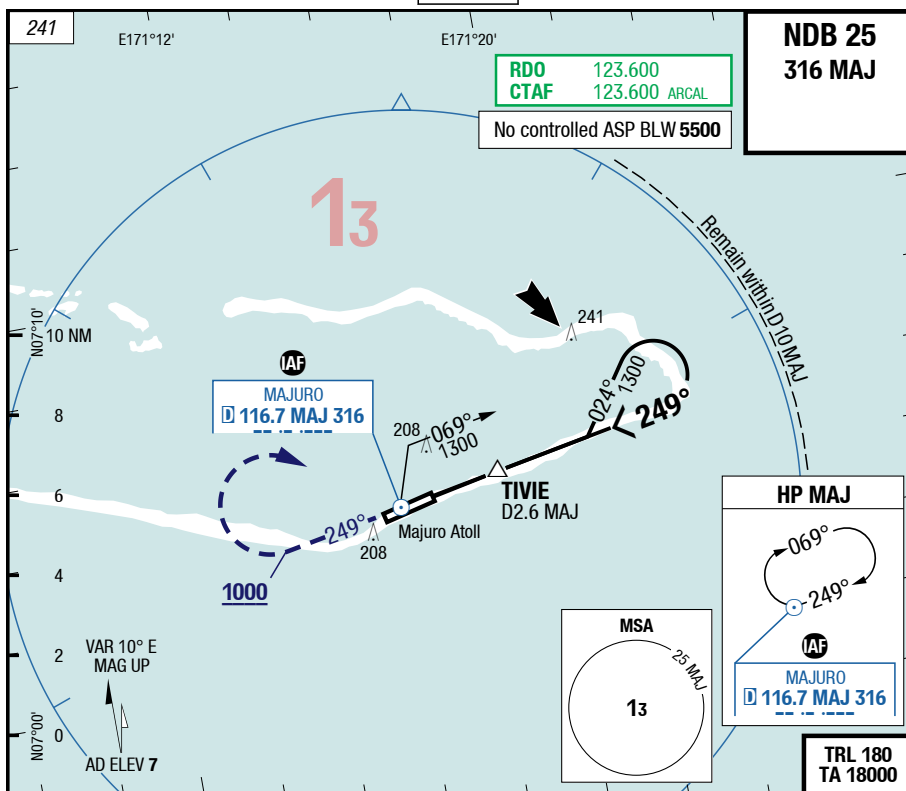 241
E171°12'
E171°20'
NDB 25
316 MAJ
RDO 123.600
CTAF 123.600 ARCAL
No controlled ASP BLW 5500
13
Remain within D10 MAJ
N07°10'
10 NM
241
IAF
MAJURO
D 116.7 MAJ 316
024°
1300
249°
208
069°
1300
8
TIVIE
D2.6 MAJ
6
249°
Majuro Atoll
208
HP MAJ
069°
249°
4
1000
IAF
MAJURO
D 116.7 MAJ 316
MSA
25 MAJ
13
VAR 10° E
MAG UP
2
N07°00'
0
AD ELEV 7
TRL 180
TA 18000